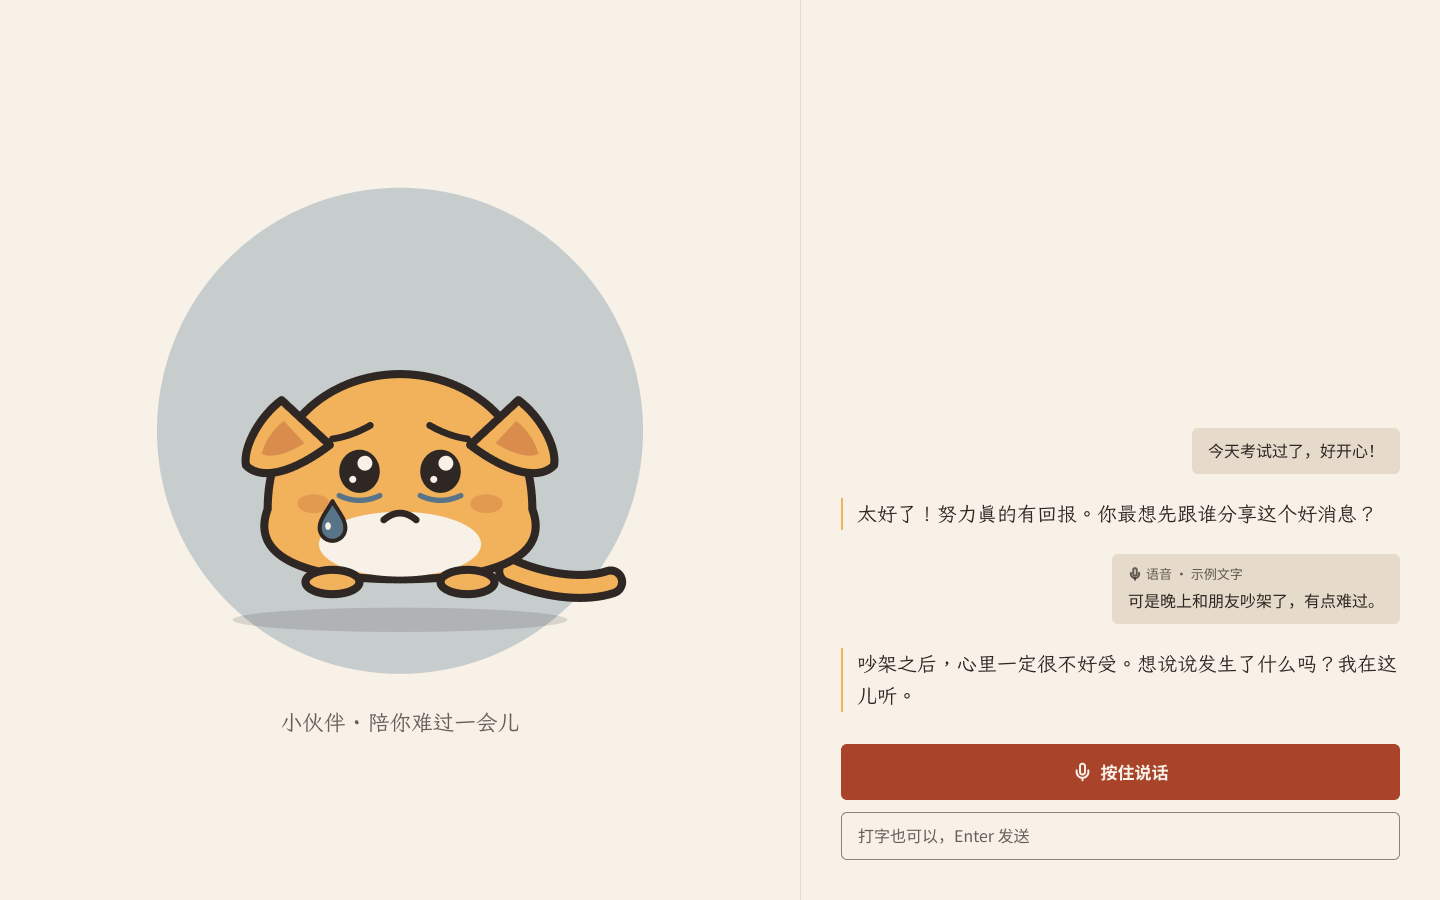 今天考试过了，好开心！
太好了！努力真的有回报。你最想先跟谁分享这个好消息？
语音 · 示例文字
可是晚上和朋友吵架了，有点难过。
吵架之后，心里一定很不好受。想说说发生了什么吗？我在这
儿听。
小伙伴 · 陪你难过一会儿
按住说话
打字也可以，Enter 发送